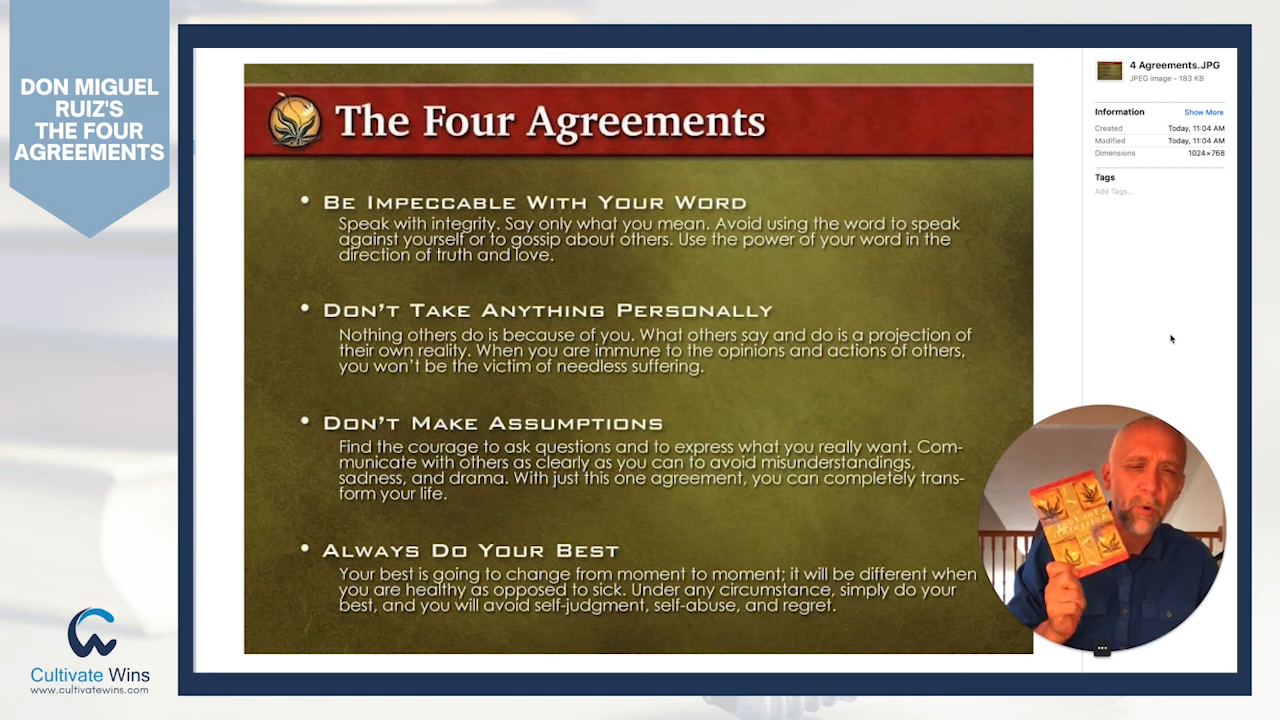 DON MIGUEL
RUIZ'S
THE FOUR
AGREEMENTS
The Four Agreements
• BE IMPECCABLE WITH YOUR WORD
Speak with integrity. Say only what you mean. Avoid using the word to speak
against yourself or to gossip about others. Use the power of your word in the
direction of truth and love.
• DON'T TAKE ANYTHING PERSONALLY
Nothing others do is because of you. What others say and do is a projection of
their own reality. When you are immune to the opinions and actions of others,
you won't be the victim of needless suffering.
• DON'T MAKE ASSUMPTIONS
Find the courage to ask questions and to express what you really want. Com-
municate with others as clearly as you can to avoid misunderstandings,
sadness, and drama. With just this one agreement, you can completely trans-
form your life.
• ALWAYS DO YOUR BEST
Your best is going to change from moment to moment; it will be different when
you are healthy as opposed to sick. Under any circumstance, simply do your
best, and you will avoid self-judgment, self-abuse, and regret.
4 Agreements.JPG
JPEG image - 183 KB
Information Show More
Created Today, 11:04 AM
Modified Today, 11:04 AM
Dimensions 1024×768
Tags
Add Tags...
Cultivate Wins
www.cultivatewins.com